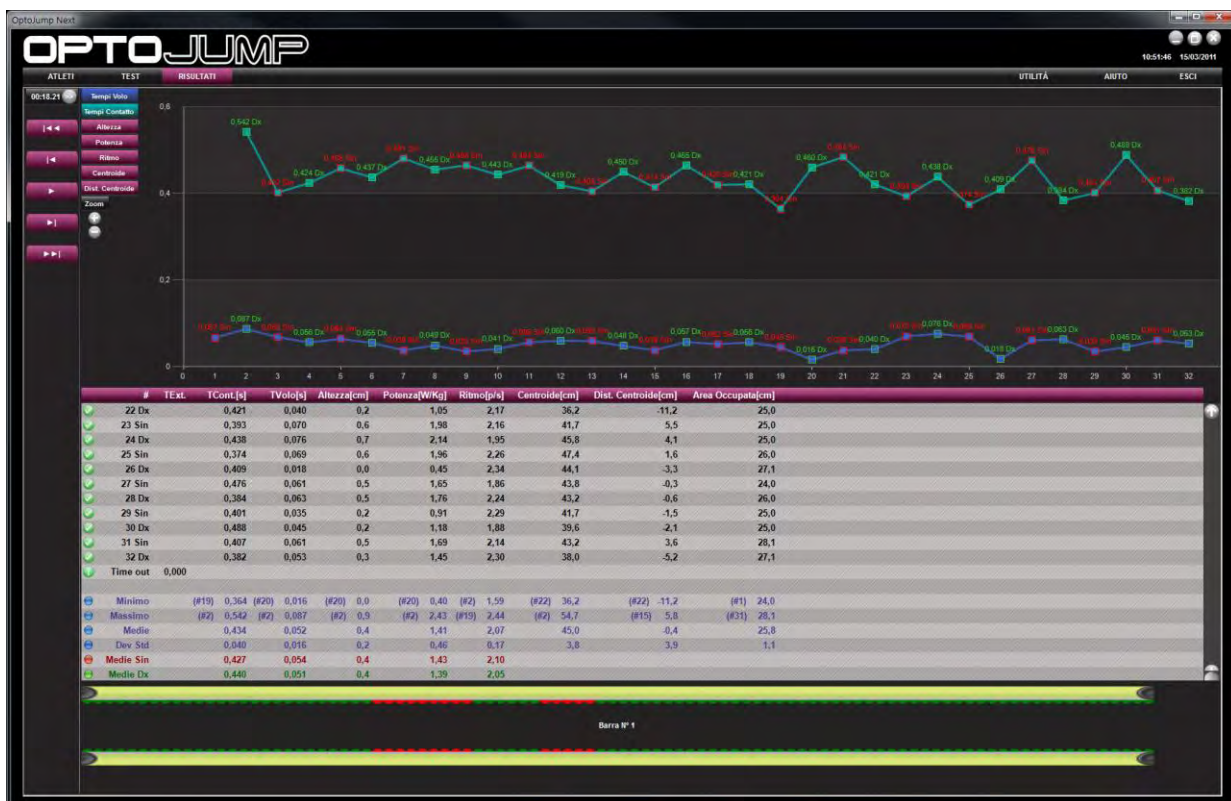 OptoJump Next
OPTOJUMP
10:51:46 15/03/2011
ATLETI TEST RISULTATI UTILITÁ AIUTO ESCI
00:18.21
Tempi Volo
Tempi Contatto
Altezza
Potenza
Ritmo
Centroide
Dist. Centroide
Zoom
0,6
0,542 Dx
0,424 Dx 0,437 Dx 0,443 Dx 0,419 Dx 0,450 Dx 0,465 Dx 0,421 Dx 0,460 Dx 0,421 Dx 0,438 Dx 0,409 Dx 0,488 Dx
0,4
0,2
0,087 Dx
0,049 Dx 0,041 Dx 0,060 Dx 0,048 Dx 0,057 Dx 0,016 Dx 0,040 Dx 0,076 Dx 0,018 Dx 0,063 Dx 0,045 Dx 0,053 Dx
0
0 1 2 3 4 5 6 7 8 9 10 11 12 13 14 15 16 17 18 19 20 21 22 23 24 25 26 27 28 29 30 31 32
# TExt. TCont.[s] TVolo[s] Altezza[cm] Potenza[W/Kg] Ritmo[p/s] Centroide[cm] Dist. Centroide[cm] Area Occupata[cm]
22 Dx 0,421 0,040 0,2 1,05 2,17 36,2 -11,2 25,0
23 Sin 0,393 0,070 0,6 1,98 2,16 41,7 5,5 25,0
24 Dx 0,438 0,076 0,7 2,14 1,95 45,8 4,1 25,0
25 Sin 0,374 0,069 0,6 1,96 2,26 47,4 1,6 26,0
26 Dx 0,409 0,018 0,0 0,45 2,34 44,1 -3,3 27,1
27 Sin 0,476 0,061 0,5 1,65 1,86 43,8 -0,3 24,0
28 Dx 0,384 0,063 0,5 1,76 2,24 43,2 -0,6 26,0
29 Sin 0,401 0,035 0,2 0,91 2,29 41,7 -1,5 25,0
30 Dx 0,488 0,045 0,2 1,18 1,88 39,6 -2,1 25,0
31 Sin 0,407 0,061 0,5 1,69 2,14 43,2 3,6 28,1
32 Dx 0,382 0,053 0,3 1,45 2,30 38,0 -5,2 27,1
Time out 0,000
Minimo (#19) 0,364 (#20) 0,016 (#20) 0,0 (#20) 0,40 (#2) 1,59 (#22) 36,2 (#22) -11,2 (#1) 24,0
Massimo (#2) 0,542 (#2) 0,087 (#2) 0,9 (#2) 2,43 (#19) 2,44 (#2) 54,7 (#15) 5,8 (#31) 28,1
Medie 0,434 0,052 0,4 1,41 2,07 45,0 -0,4 25,8
Dev Std 0,040 0,016 0,2 0,46 0,17 3,8 3,9 1,1
Medie Sin 0,427 0,054 0,4 1,43 2,10
Medie Dx 0,440 0,051 0,4 1,39 2,05
Barra Nº 1